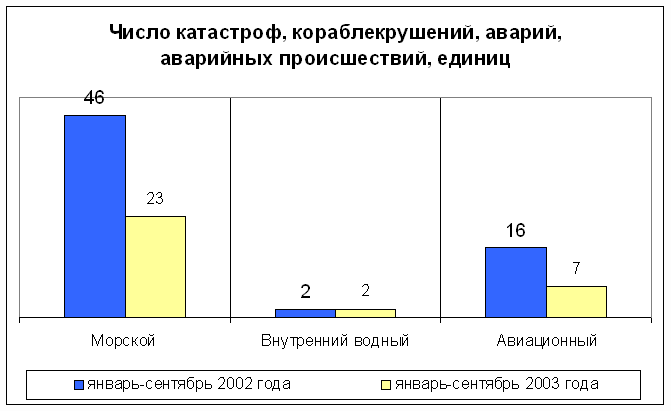 Число катастроф, кораблекрушений, аварий,
аварийных происшествий, единиц
46
23
2
2
16
7
Морской
Внутренний водный
Авиационный
январь-сентябрь 2002 года
январь-сентябрь 2003 года